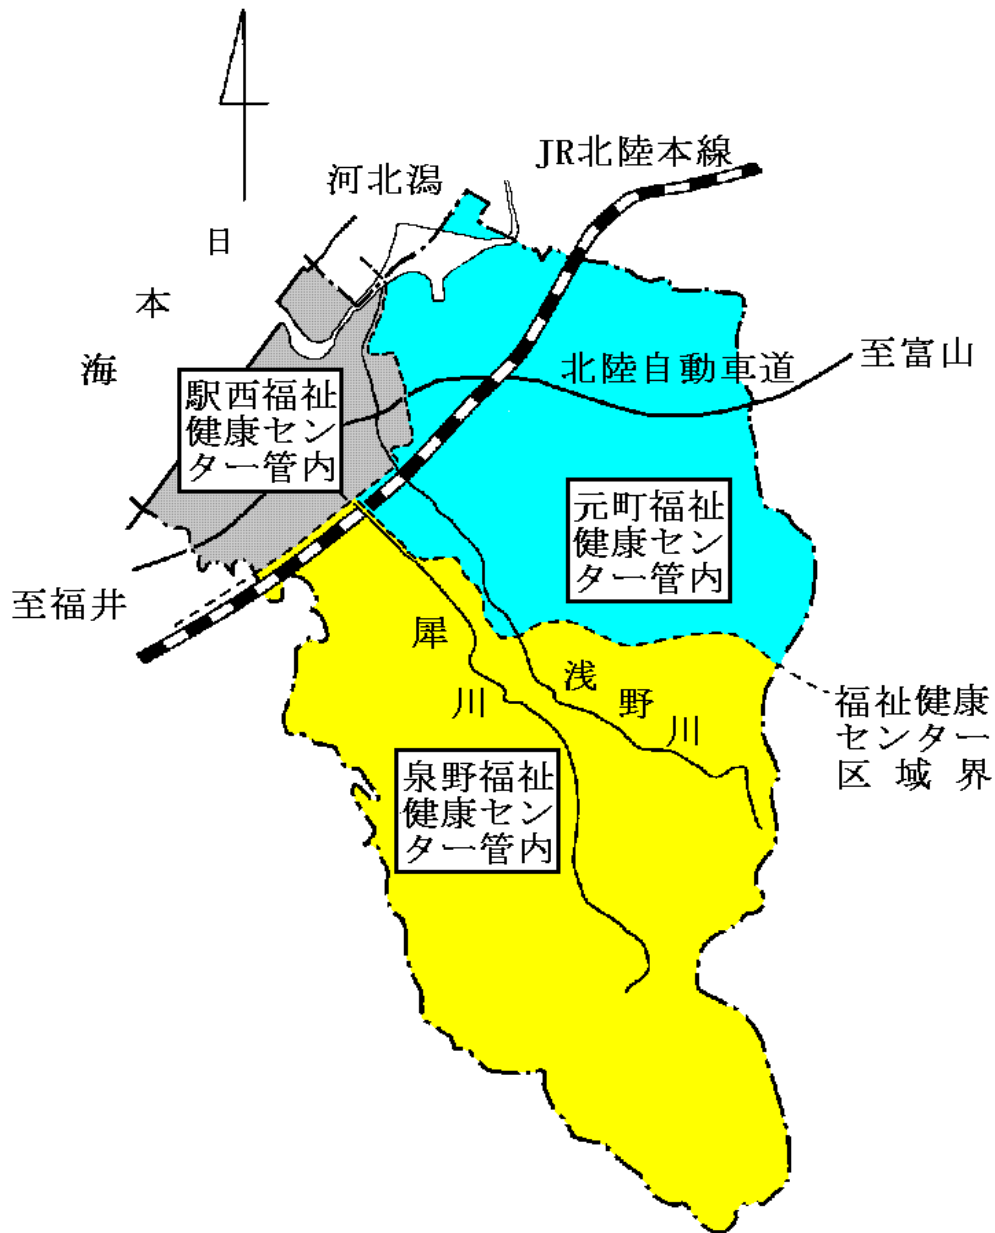 JR北陸本線
河北潟
日本海
北陸自動車道
至富山
駅西福祉
健康セン
ター管内
元町福祉
健康セン
ター管内
至福井
犀川
浅野川
福祉健康
センター
区域界
泉野福祉
健康セン
ター管内